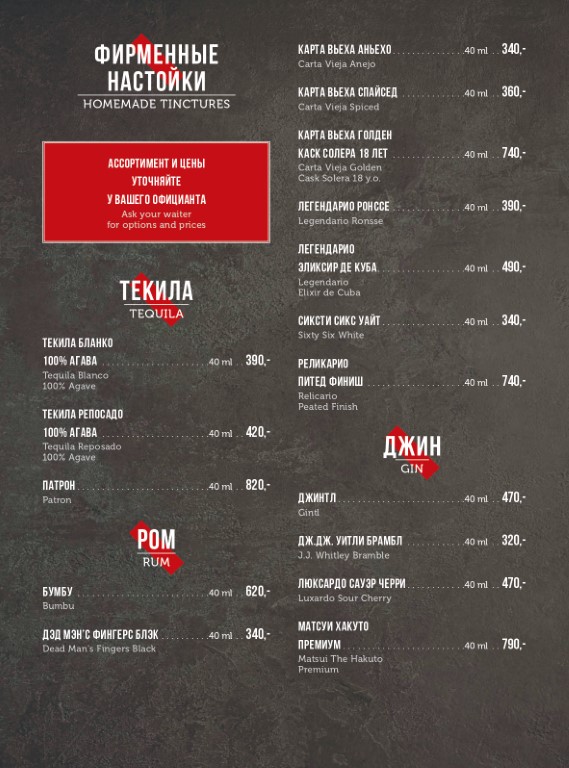 ФИРМЕННЫЕ
НАСТОЙКИ
HOMEMADE TINCTURES
АССОРТИМЕНТ И ЦЕНЫ
УТОЧНЯЙТЕ
У ВАШЕГО ОФИЦИАНТА
Ask your waiter
for options and prices
ТЕКИЛА
TEQUILA
ТЕКИЛА БЛАНКО
100% АГАВА 40 ml 390,-
Tequila Blanco
100% Agave
ТЕКИЛА РЕПОСАДО
100% АГАВА 40 ml 420,-
Tequila Reposado
100% Agave
ПАТРОН 40 ml 820,-
Patron
РОМ
RUM
БУМБУ 40 ml 620,-
Bumbu
ДЭД МЭН'С ФИНГЕРС БЛЭК 40 ml 340,-
Dead Man's Fingers Black
КАРТА ВЬЕХА АНЬЕХО 40 ml 340,-
Carta Vieja Anejo
КАРТА ВЬЕХА СПАЙСЕД 40 ml 360,-
Carta Vieja Spiced
КАРТА ВЬЕХА ГОЛДЕН
КАСК СОЛЕРА 18 ЛЕТ 40 ml 740,-
Carta Vieja Golden
Cask Solera 18 y.o.
ЛЕГЕНДАРИО РОНССЕ 40 ml 390,-
Legendario Ronsse
ЛЕГЕНДАРИО
ЭЛИКСИР ДЕ КУБА 40 ml 490,-
Legendario
Elixir de Cuba
СИКСТИ СИКС УАЙТ 40 ml 340,-
Sixty Six White
РЕЛИКАРИО
ПИТЕД ФИНИШ 40 ml 740,-
Relicario
Peated Finish
ДЖИН
GIN
ДЖИНТЛ 40 ml 470,-
Gintl
ДЖ.ДЖ. УИТЛИ БРАМБЛ 40 ml 320,-
J.J. Whitley Bramble
ЛЮКСАРДО САУЭР ЧЕРРИ 40 ml 470,-
Luxardo Sour Cherry
МАТСУИ ХАКУТО
ПРЕМИУМ 40 ml 790,-
Matsui The Hakuto
Premium